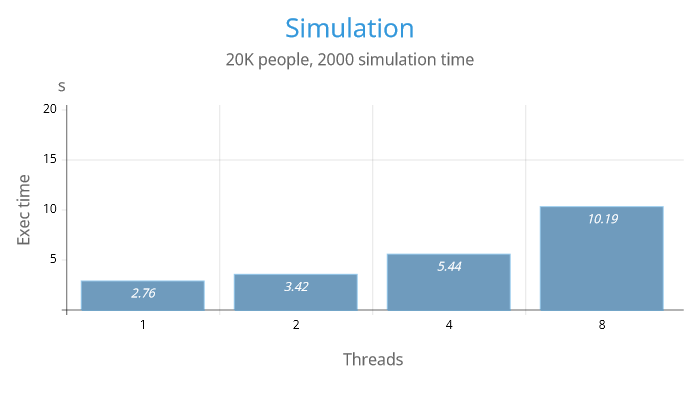 Simulation
20K people, 2000 simulation time
s
20
15
10
5
Exec time
2.76
3.42
5.44
10.19
1
2
4
8
Threads